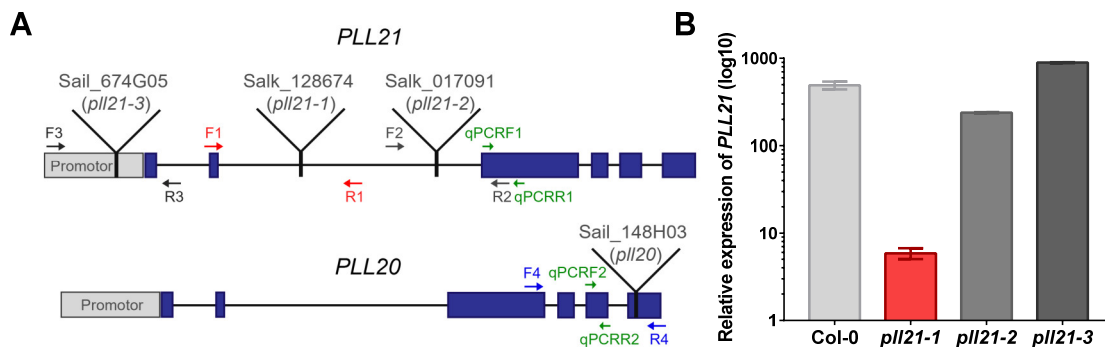 A
PLL21
Sail_674G05
(pll21-3)
Salk_128674
(pll21-1)
Salk_017091
(pll21-2)
F3
F1
F2
qPCRF1
Promotor
R3
R1
R2
qPCRR1
PLL20
Sail_148H03
(pll20)
F4
qPCRF2
Promotor
qPCRR2
R4
B
Relative expression of PLL21 (log10)
1000
100
10
1
Col-0
pll21-1
pll21-2
pll21-3